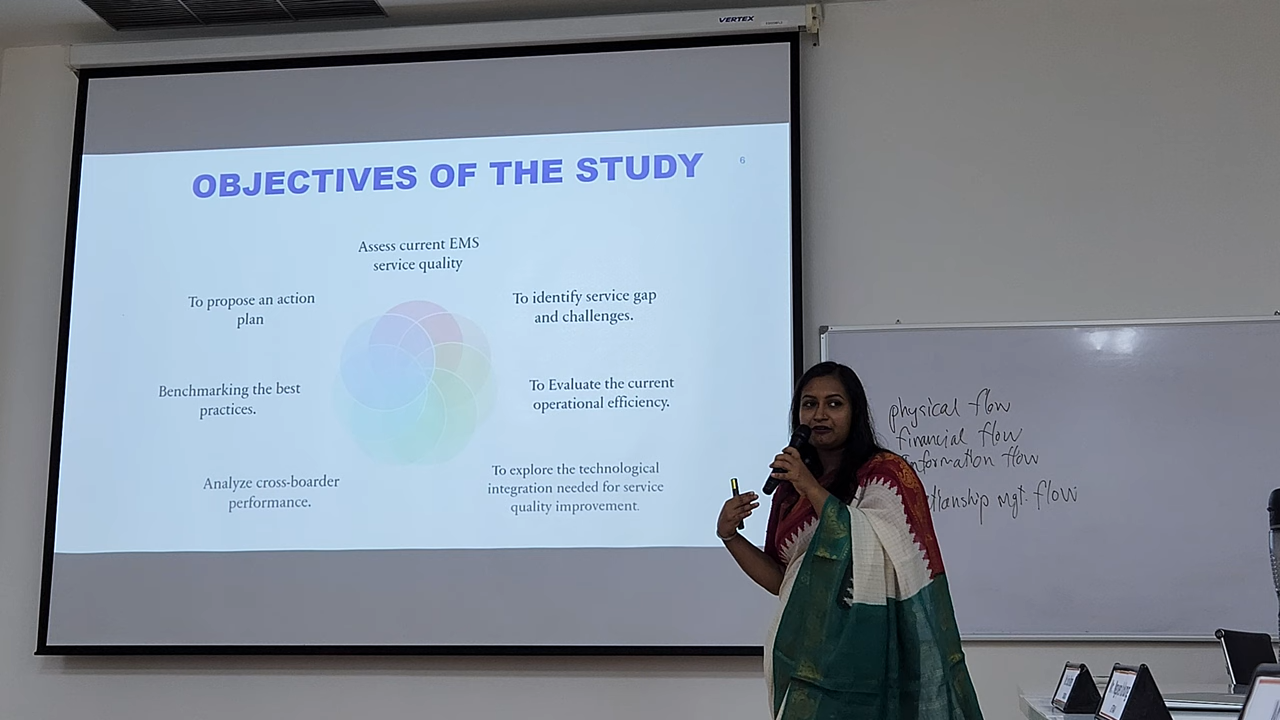 VERTEX
OBJECTIVES OF THE STUDY
6
Assess current EMS
service quality
To propose an action
plan
To identify service gap
and challenges.
Benchmarking the best
practices.
To Evaluate the current
operational efficiency.
Analyze cross-boarder
performance.
To explore the technological
integration needed for service
quality improvement.
physical flow
financial flow
information flow
mgt. flow